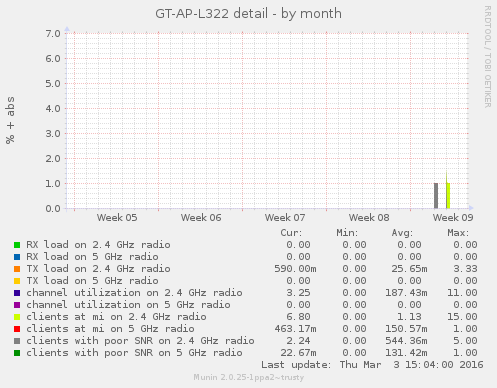 GT-AP-L322 detail - by month
RRDTOOL / TOBI OETIKER
% + abs
7.0
6.0
5.0
4.0
3.0
2.0
1.0
0.0
Week 05 Week 06 Week 07 Week 08 Week 09
Cur: Min: Avg: Max:
RX load on 2.4 GHz radio 0.00 0.00 0.00 0.00
RX load on 5 GHz radio 0.00 0.00 0.00 0.00
TX load on 2.4 GHz radio 590.00m 0.00 25.65m 3.33
TX load on 5 GHz radio 0.00 0.00 0.00 0.00
channel utilization on 2.4 GHz radio 3.25 0.00 187.43m 11.00
channel utilization on 5 GHz radio 0.00 0.00 0.00 0.00
clients at mi on 2.4 GHz radio 6.80 0.00 1.13 15.00
clients at mi on 5 GHz radio 463.17m 0.00 150.57m 1.00
clients with poor SNR on 2.4 GHz radio 2.24 0.00 544.36m 5.00
clients with poor SNR on 5 GHz radio 22.67m 0.00 131.42m 1.00
Last update: Thu Mar 3 15:04:00 2016
Munin 2.0.25-1ppa2~trusty